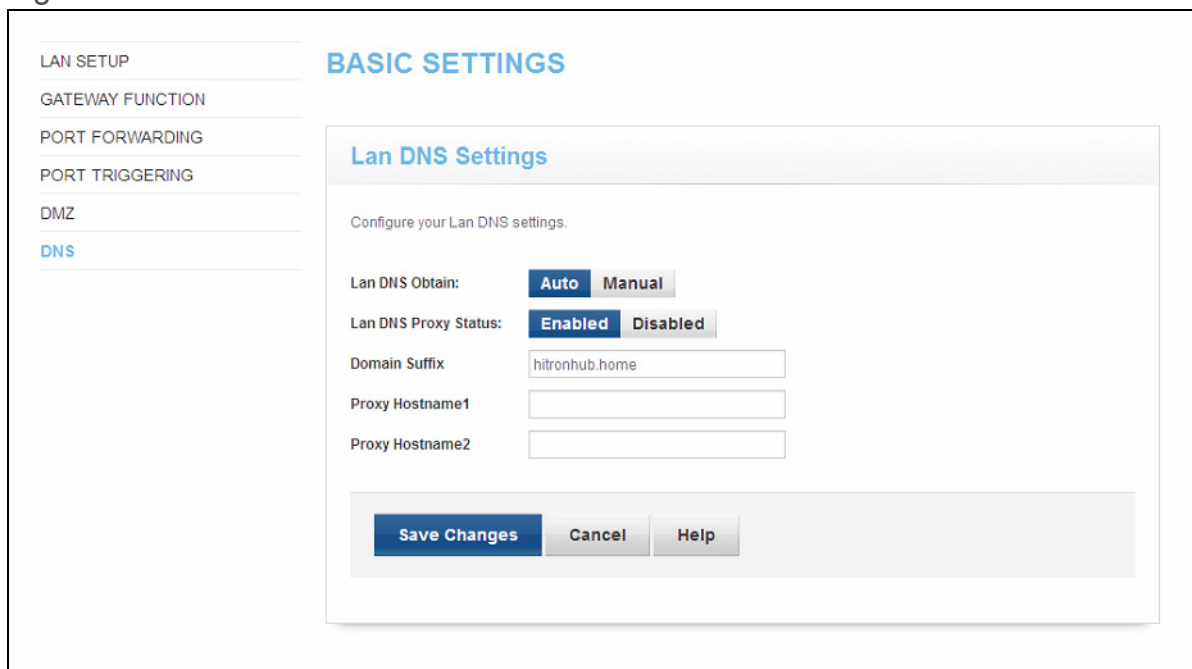 LAN SETUP
GATEWAY FUNCTION
PORT FORWARDING
PORT TRIGGERING
DMZ
DNS
BASIC SETTINGS
Lan DNS Settings
Configure your Lan DNS settings.
Lan DNS Obtain: Auto Manual
Lan DNS Proxy Status: Enabled Disabled
Domain Suffix hitronhub.home
Proxy Hostname1
Proxy Hostname2
Save Changes Cancel Help